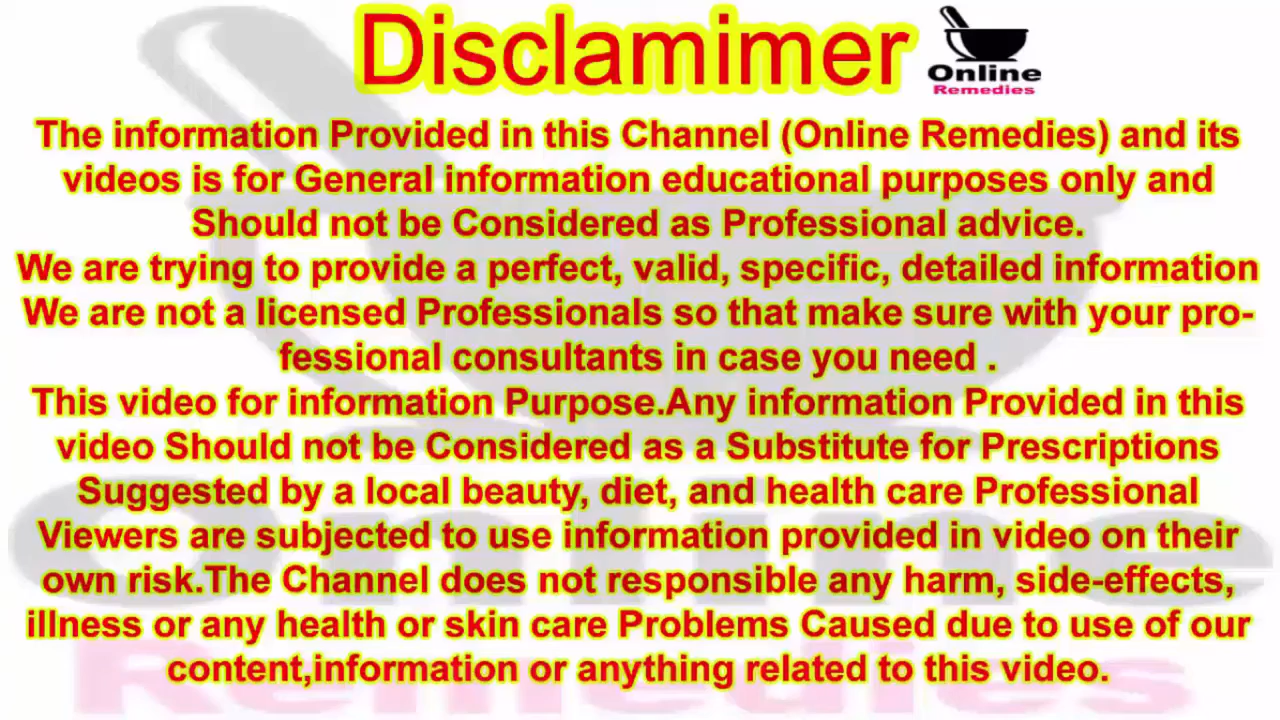 Disclamimer
Online
Remedies
The information Provided in this Channel (Online Remedies) and its
videos is for General information educational purposes only and
Should not be Considered as Professional advice.
We are trying to provide a perfect, valid, specific, detailed information
We are not a licensed Professionals so that make sure with your pro-
fessional consultants in case you need .
This video for information Purpose.Any information Provided in this
video Should not be Considered as a Substitute for Prescriptions
Suggested by a local beauty, diet, and health care Professional
Viewers are subjected to use information provided in video on their
own risk.The Channel does not responsible any harm, side-effects,
illness or any health or skin care Problems Caused due to use of our
content,information or anything related to this video.
Online
Remedies